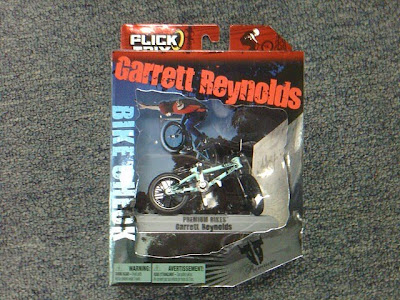 FLICK
TRIX
Garrett Reynolds
BIKE CHECK
PREMIUM BIKES
Garrett Reynolds
WARNING
AVERTISSEMENT